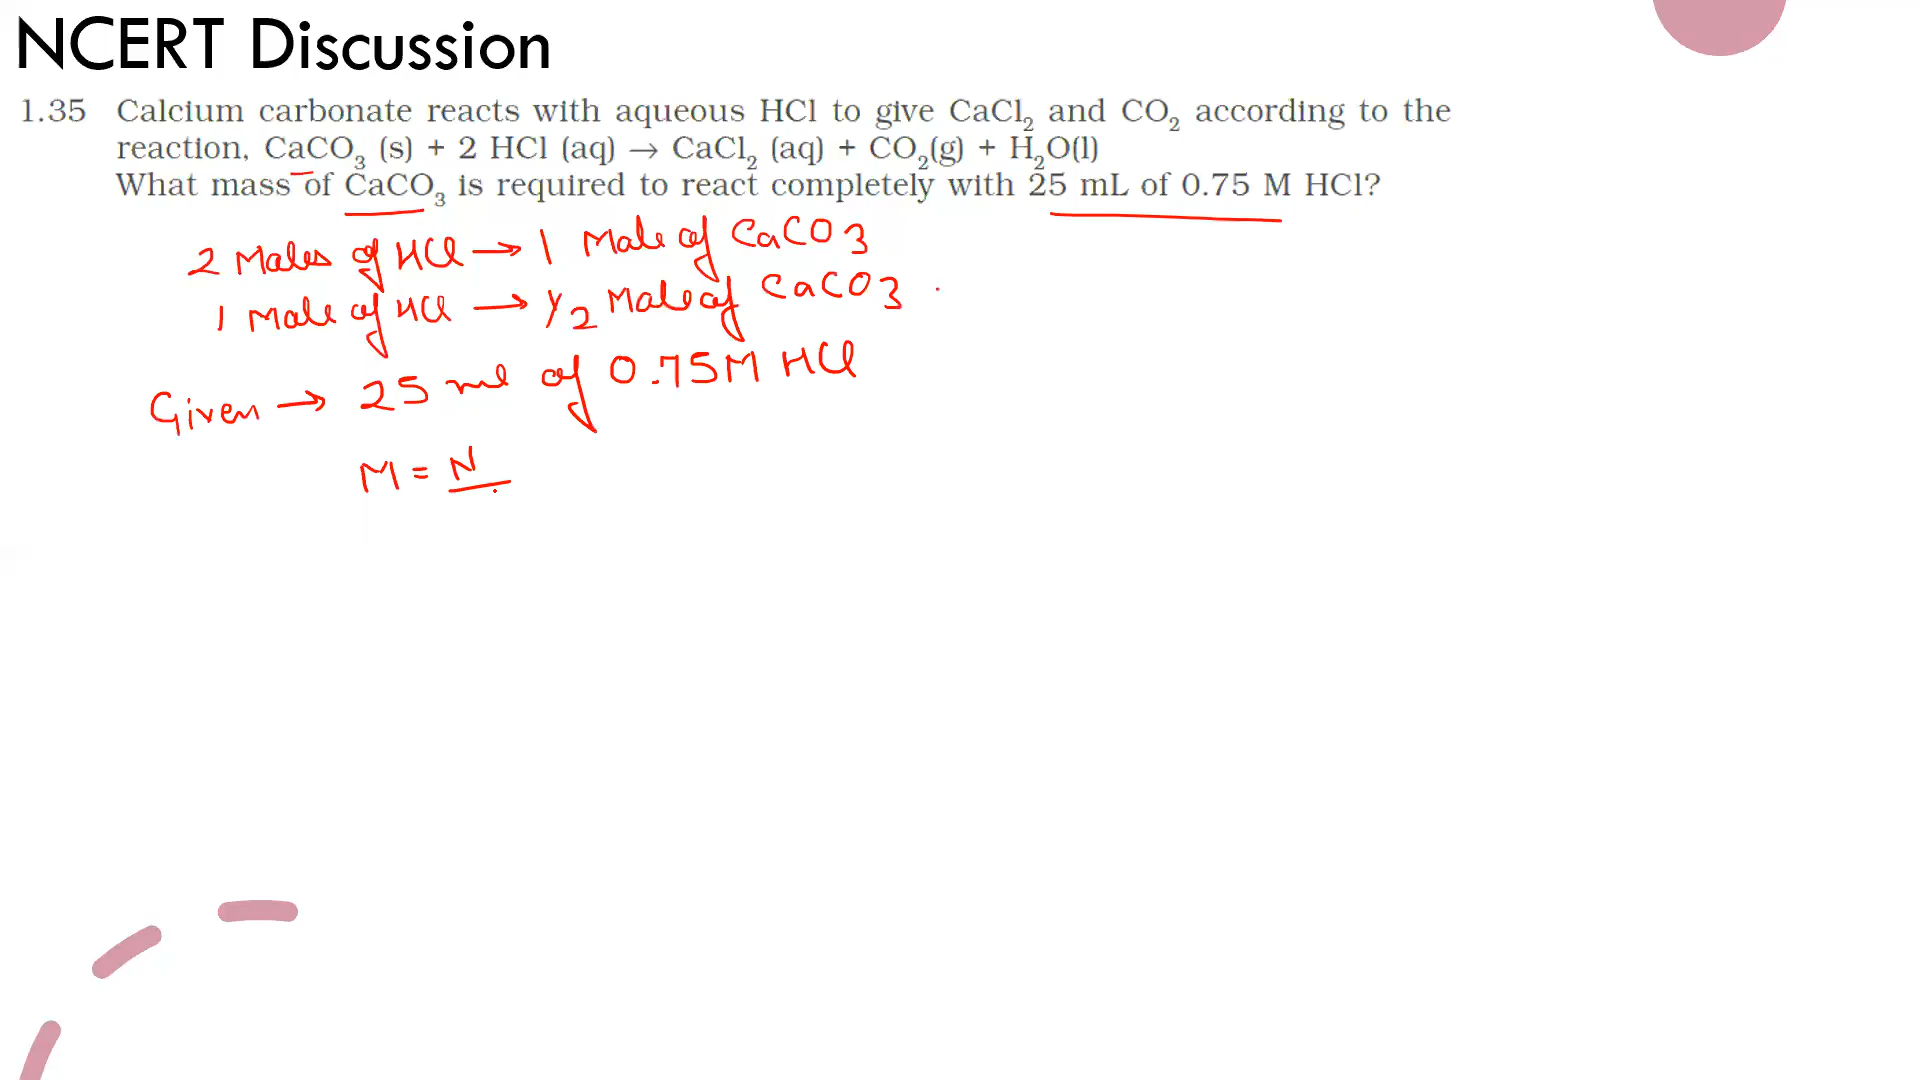 NCERT Discussion
1.35 Calcium carbonate reacts with aqueous HCl to give CaCl₂ and CO₂ according to the
reaction, CaCO₃ (s) + 2 HCl (aq) → CaCl₂ (aq) + CO₂(g) + H₂O(l)
What mass of CaCO₃ is required to react completely with 25 mL of 0.75 M HCl?
2 Moles of HCl → 1 Mole of CaCO3
1 Mole of HCl → 1/2 Mole of CaCO3
Given → 25 ml of 0.75M HCl
M = N